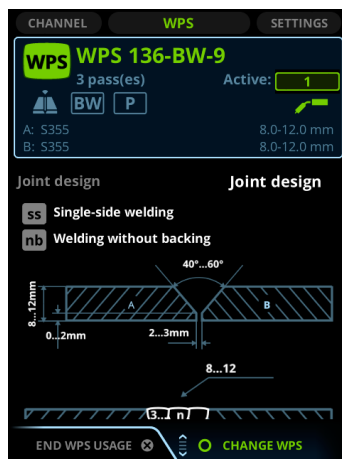 CHANNEL WPS SETTINGS
WPS WPS 136-BW-9
3 pass(es) Active: 1
BW P
A: S355 8.0-12.0 mm
B: S355 8.0-12.0 mm
Joint design Joint design
ss Single-side welding
nb Welding without backing
40°...60°
8...12mm
A B
0...2mm
2...3mm
8...12
3... n
END WPS USAGE CHANGE WPS